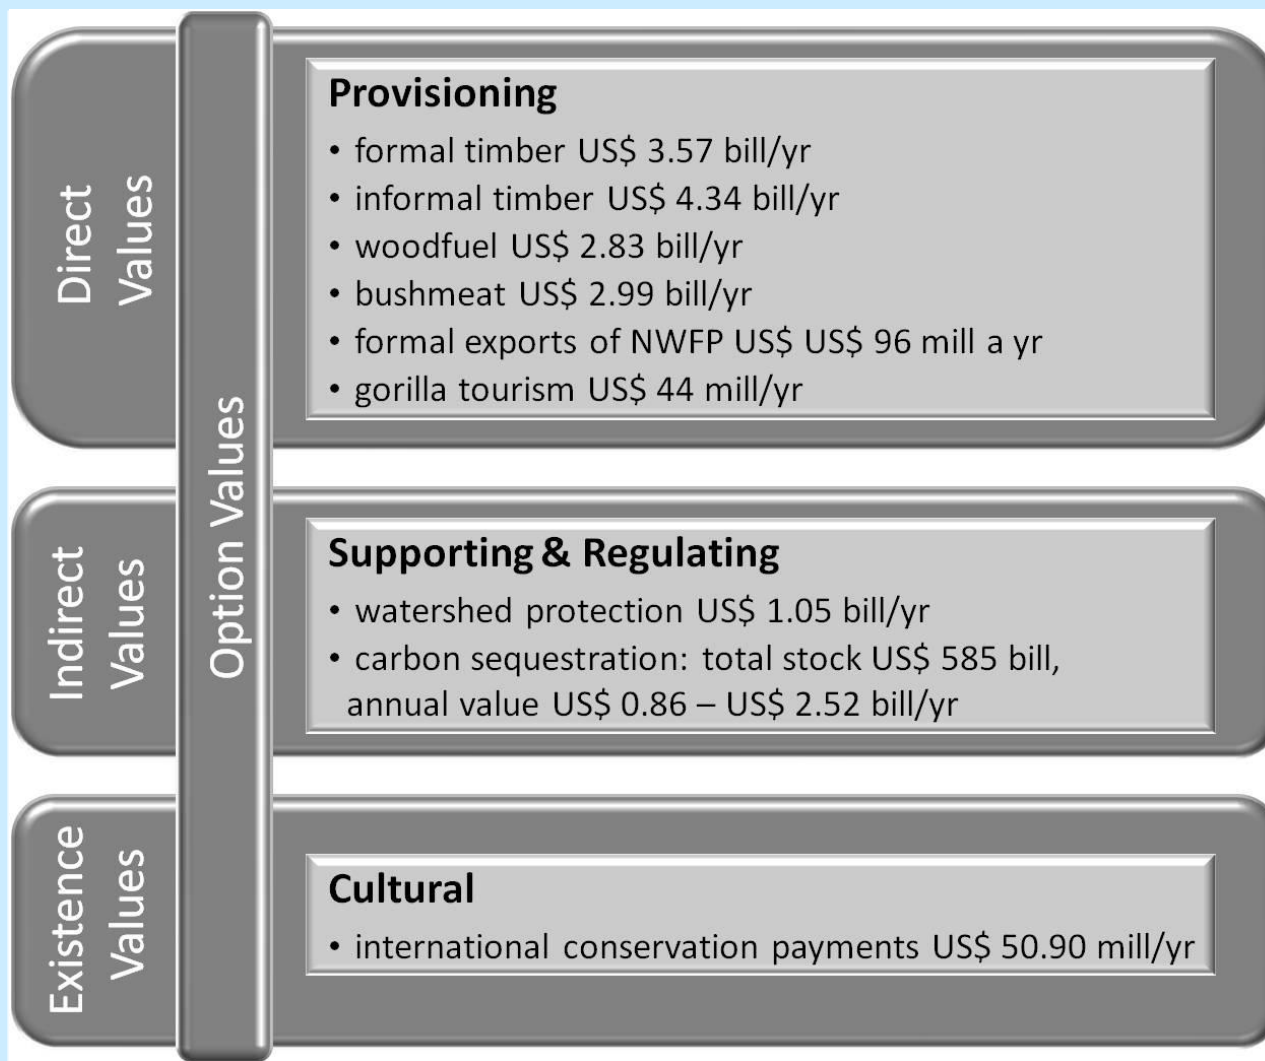 Direct
Values
Option Values
Provisioning
• formal timber US$ 3.57 bill/yr
• informal timber US$ 4.34 bill/yr
• woodfuel US$ 2.83 bill/yr
• bushmeat US$ 2.99 bill/yr
• formal exports of NWFP US$ US$ 96 mill a yr
• gorilla tourism US$ 44 mill/yr
Indirect
Values
Supporting & Regulating
• watershed protection US$ 1.05 bill/yr
• carbon sequestration: total stock US$ 585 bill,
annual value US$ 0.86 – US$ 2.52 bill/yr
Existence
Values
Cultural
• international conservation payments US$ 50.90 mill/yr